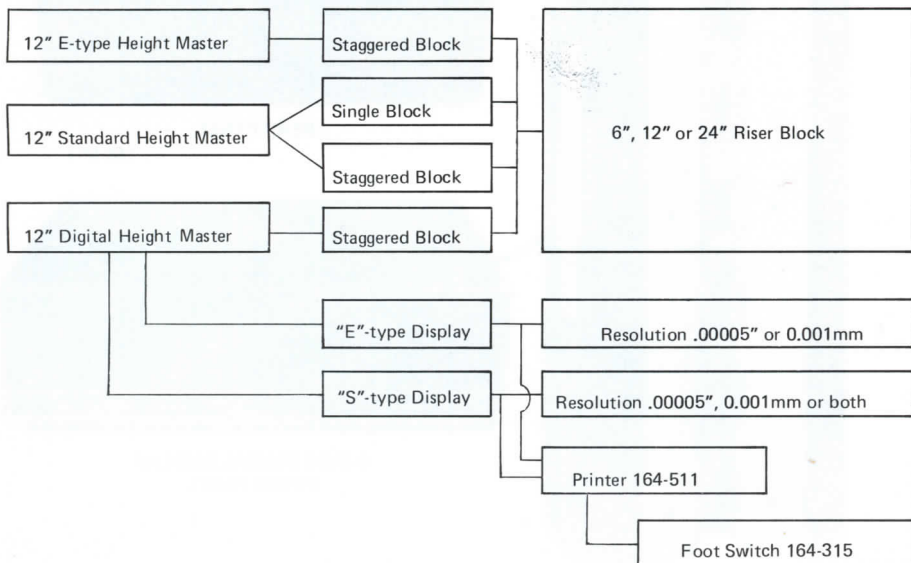 12" E-type Height Master
Staggered Block
Single Block
12" Standard Height Master
6", 12" or 24" Riser Block
Staggered Block
12" Digital Height Master
Staggered Block
"E"-type Display
Resolution .00005" or 0.001mm
"S"-type Display
Resolution .00005", 0.001mm or both
Printer 164-511
Foot Switch 164-315